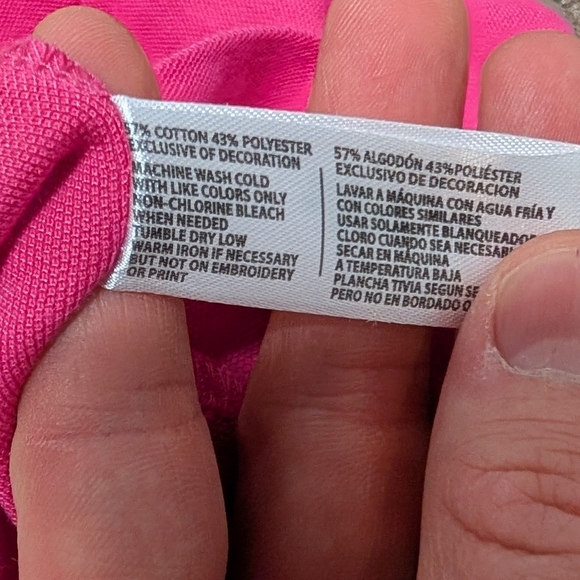 57% COTTON 43% POLYESTER
EXCLUSIVE OF DECORATION
MACHINE WASH COLD
WITH LIKE COLORS ONLY
NON-CHLORINE BLEACH
WHEN NEEDED
TUMBLE DRY LOW
WARM IRON IF NECESSARY
BUT NOT ON EMBROIDERY
OR PRINT
57% ALGODÓN 43%POLIÉSTER
EXCLUSIVO DE DECORACION
LAVAR A MÁQUINA CON AGUA FRÍA Y
CON COLORES SIMILARES
USAR SOLAMENTE BLANQUEADOR
CLORO CUANDO SEA
SECAR EN MÁQUINA
A TEMPERATURA BAJA
PLANCHA TIVIA SEGUN
PERO NO EN BORDADO